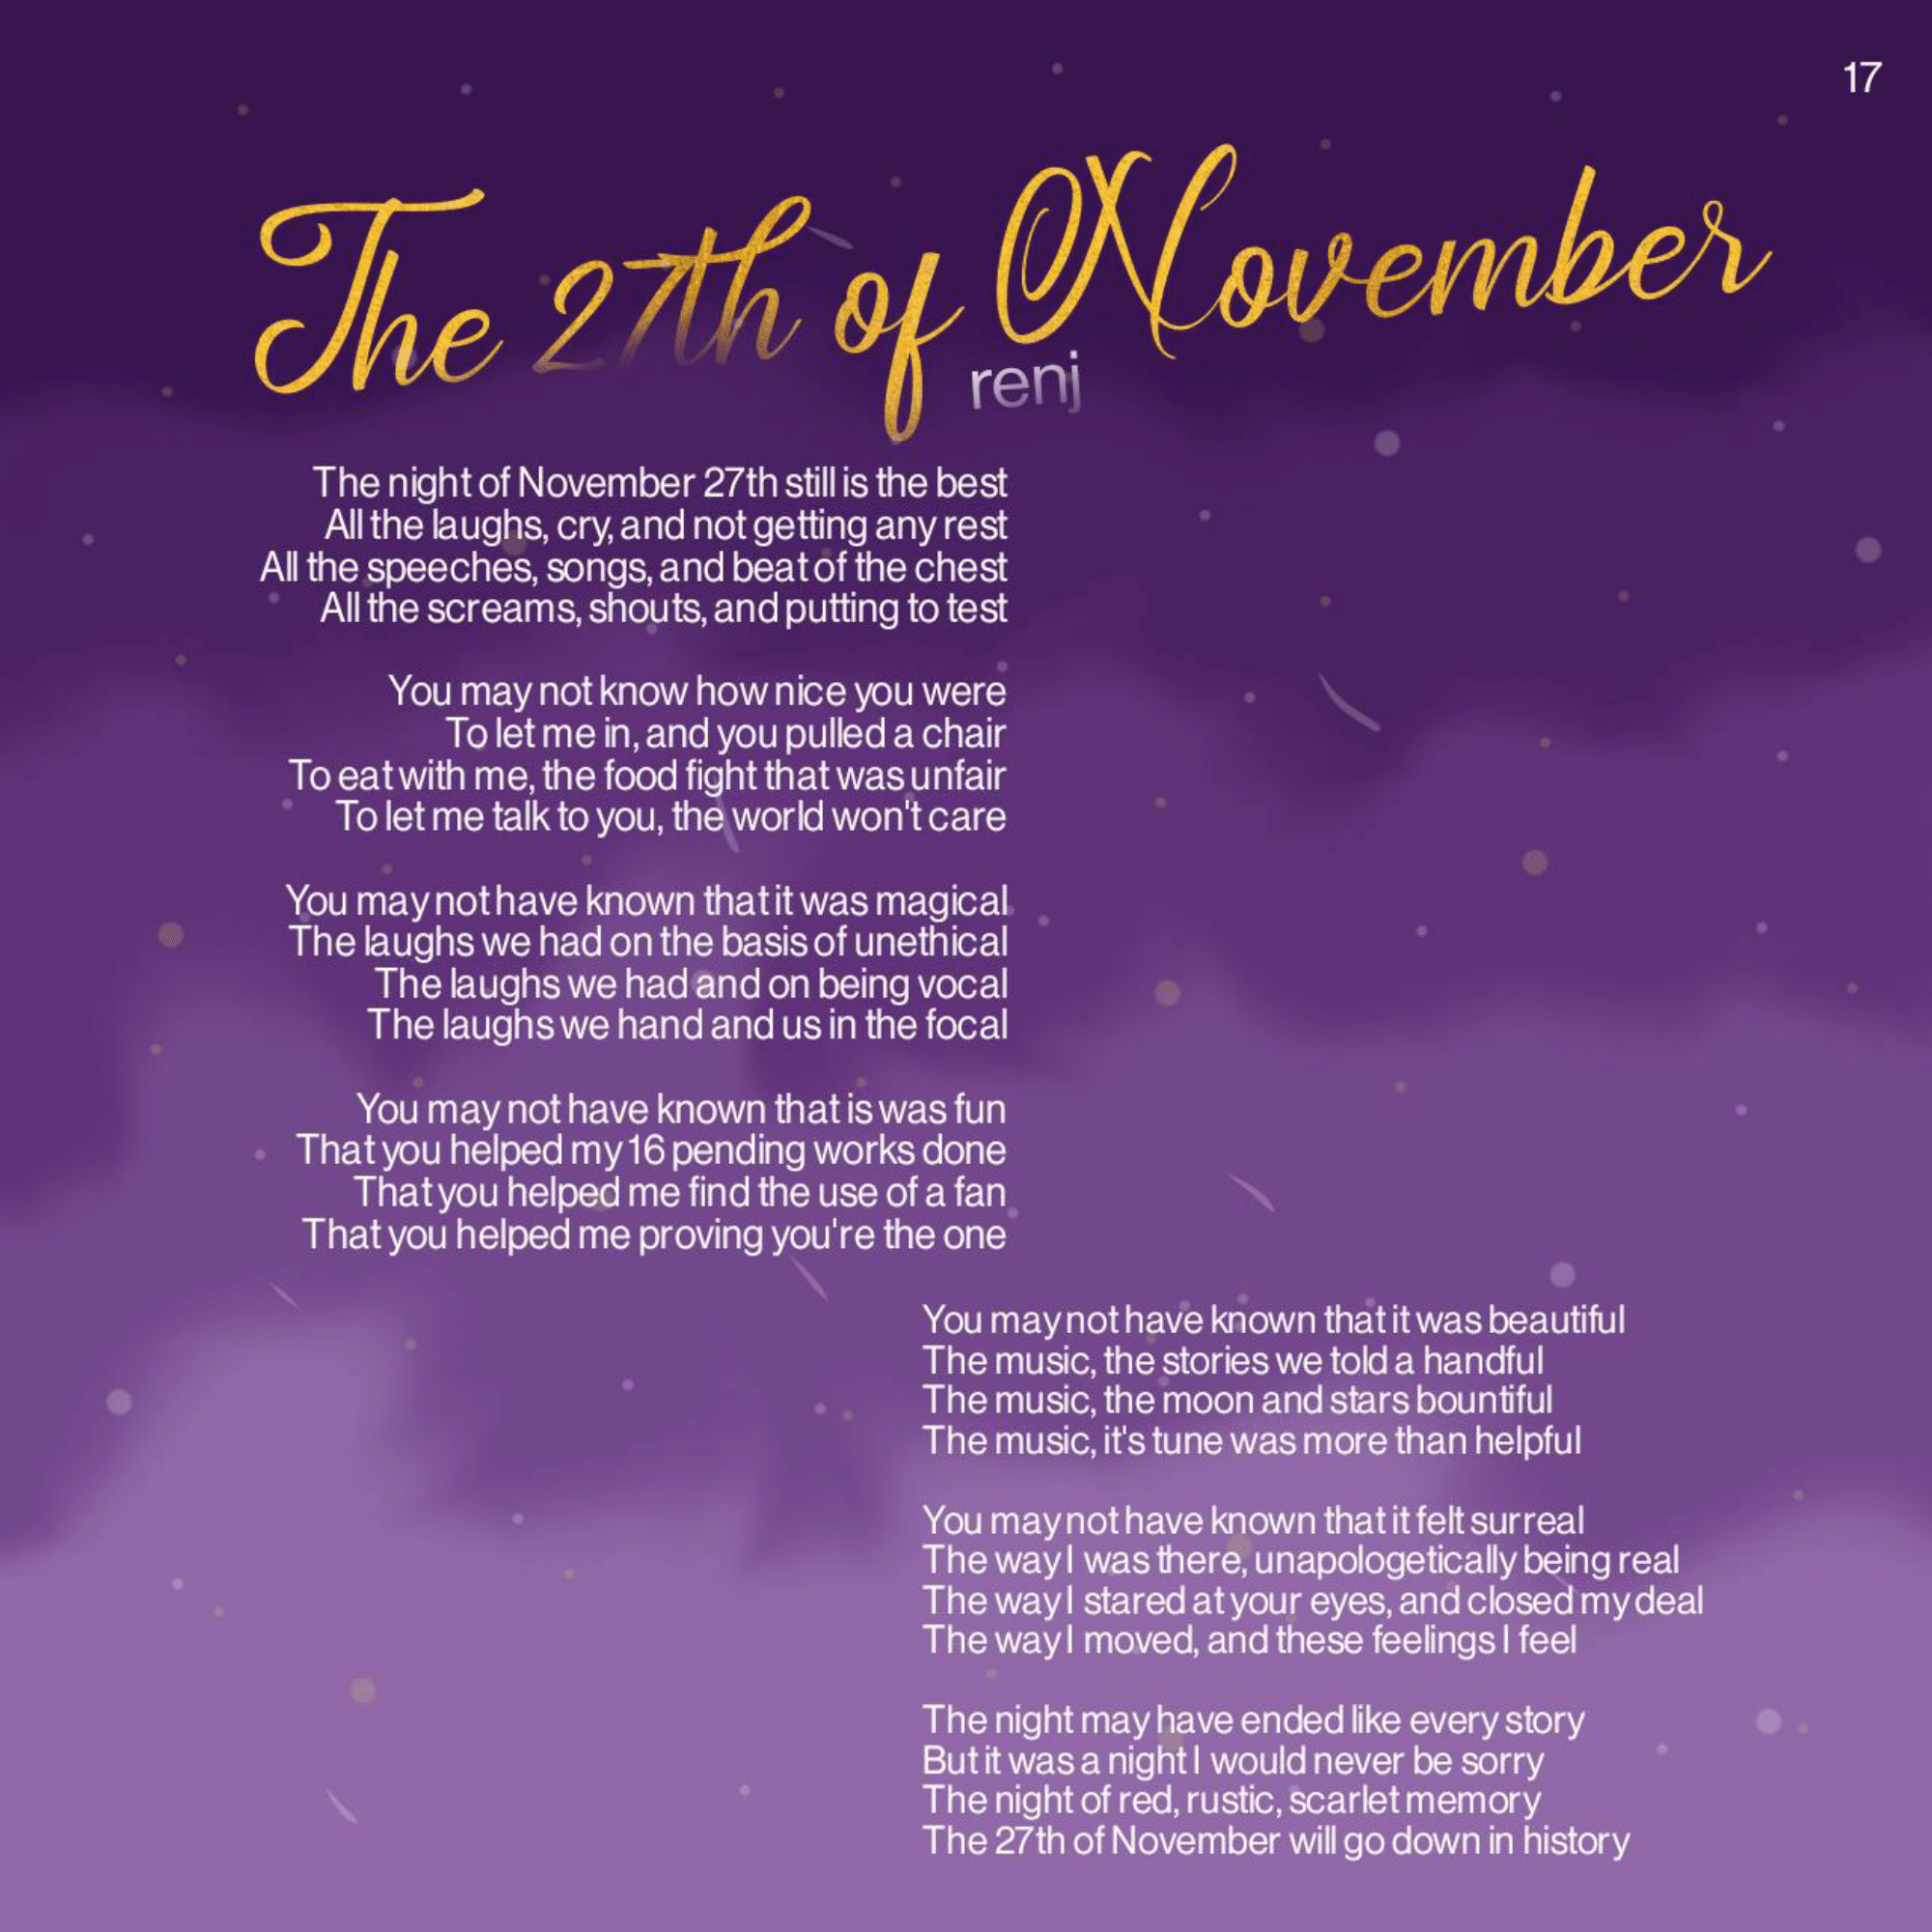 17
The 27th of November
renj
The night of November 27th still is the best
All the laughs, cry, and not getting any rest
All the speeches, songs, and beat of the chest
All the screams, shouts, and putting to test
You may not know how nice you were
To let me in, and you pulled a chair
To eat with me, the food fight that was unfair
To let me talk to you, the world won't care
You may not have known that it was magical
The laughs we had on the basis of unethical
The laughs we had and on being vocal
The laughs we hand and us in the focal
You may not have known that is was fun
That you helped my 16 pending works done
That you helped me find the use of a fan
That you helped me proving you're the one
You may not have known that it was beautiful
The music, the stories we told a handful
The music, the moon and stars bountiful
The music, it's tune was more than helpful
You may not have known that it felt surreal
The way I was there, unapologetically being real
The way I stared at your eyes, and closed my deal
The way I moved, and these feelings I feel
The night may have ended like every story
But it was a night I would never be sorry
The night of red, rustic, scarlet memory
The 27th of November will go down in history